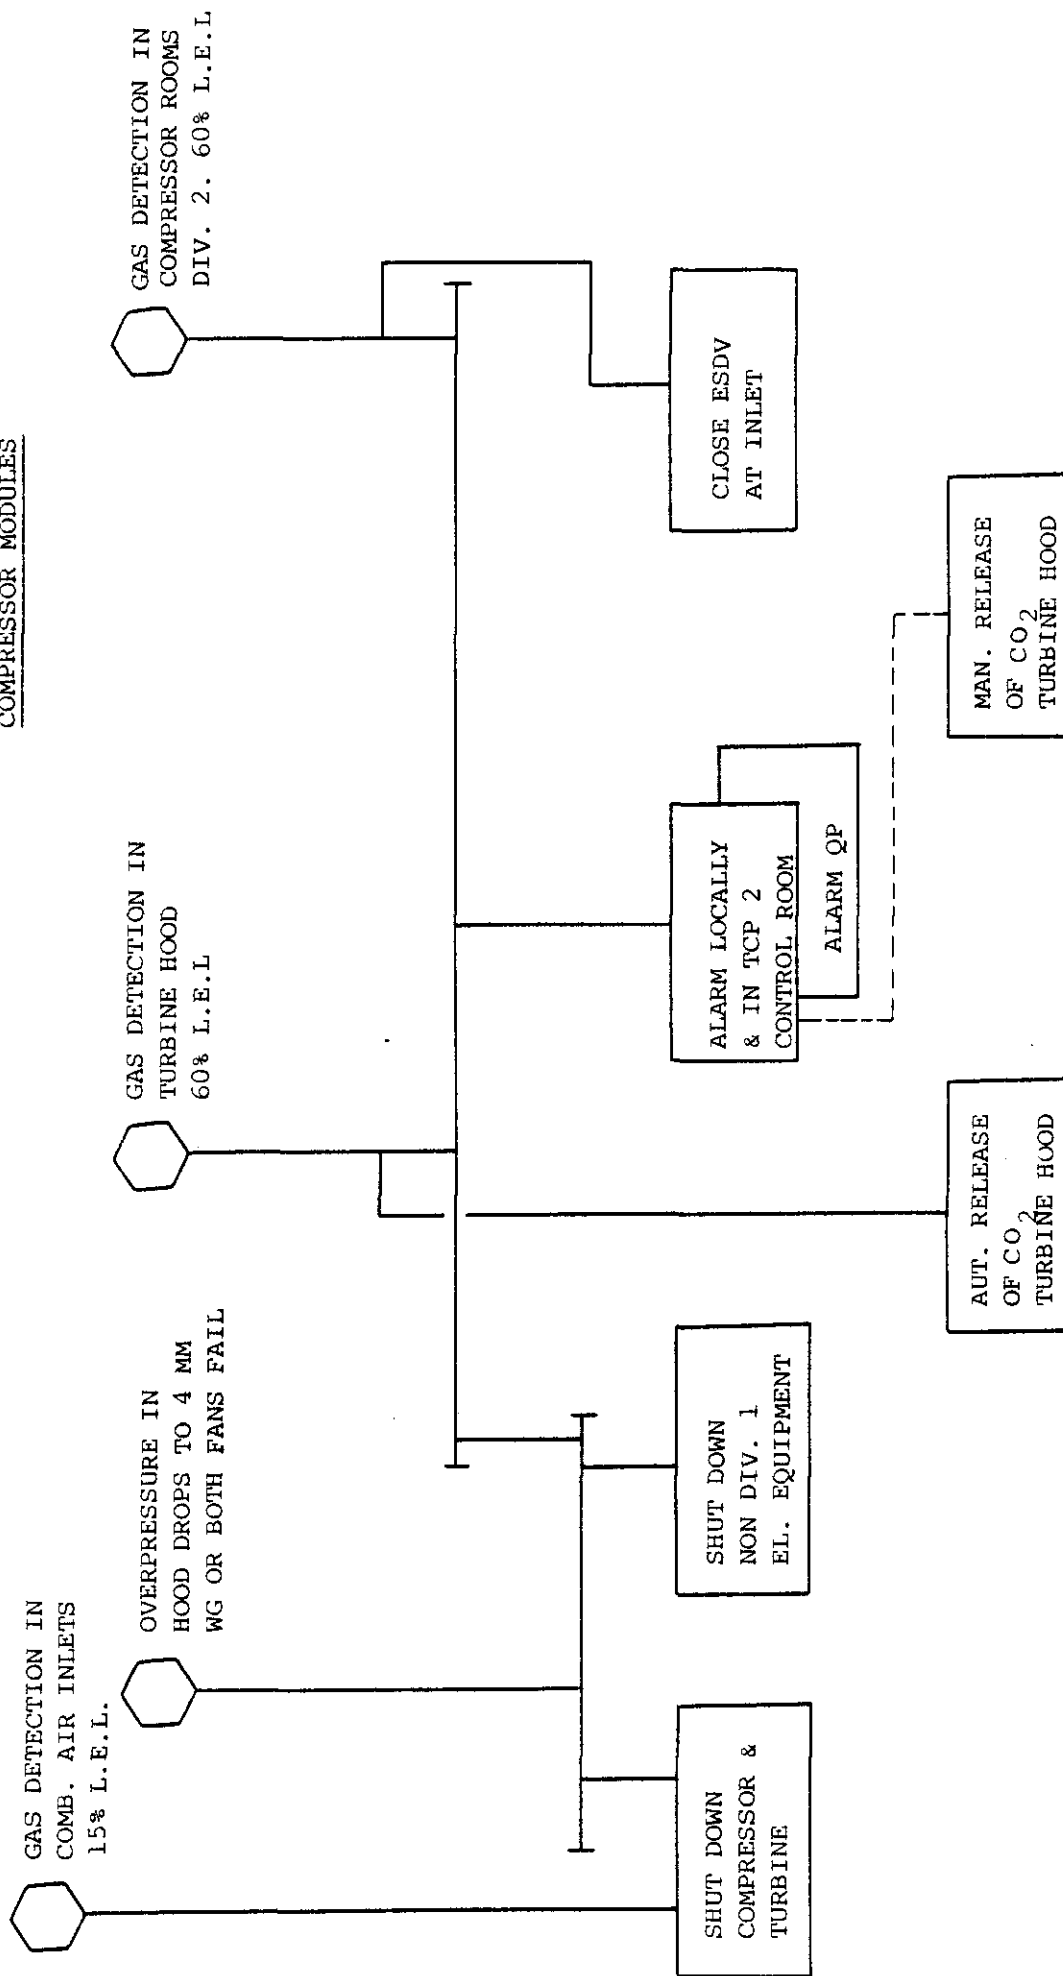 COMPRESSOR MODULES
GAS DETECTION IN
COMB. AIR INLETS
15% L.E.L.
OVERPRESSURE IN
HOOD DROPS TO 4 MM
WG OR BOTH FANS FAIL
GAS DETECTION IN
TURBINE HOOD
60% L.E.L
GAS DETECTION IN
COMPRESSOR ROOMS
DIV. 2. 60% L.E.L
SHUT DOWN
COMPRESSOR &
TURBINE
SHUT DOWN
NON DIV. 1
EL. EQUIPMENT
ALARM LOCALLY
& IN TCP 2
CONTROL ROOM
ALARM QP
CLOSE ESDV
AT INLET
AUT. RELEASE
OF CO2
TURBINE HOOD
MAN. RELEASE
OF CO2
TURBINE HOOD